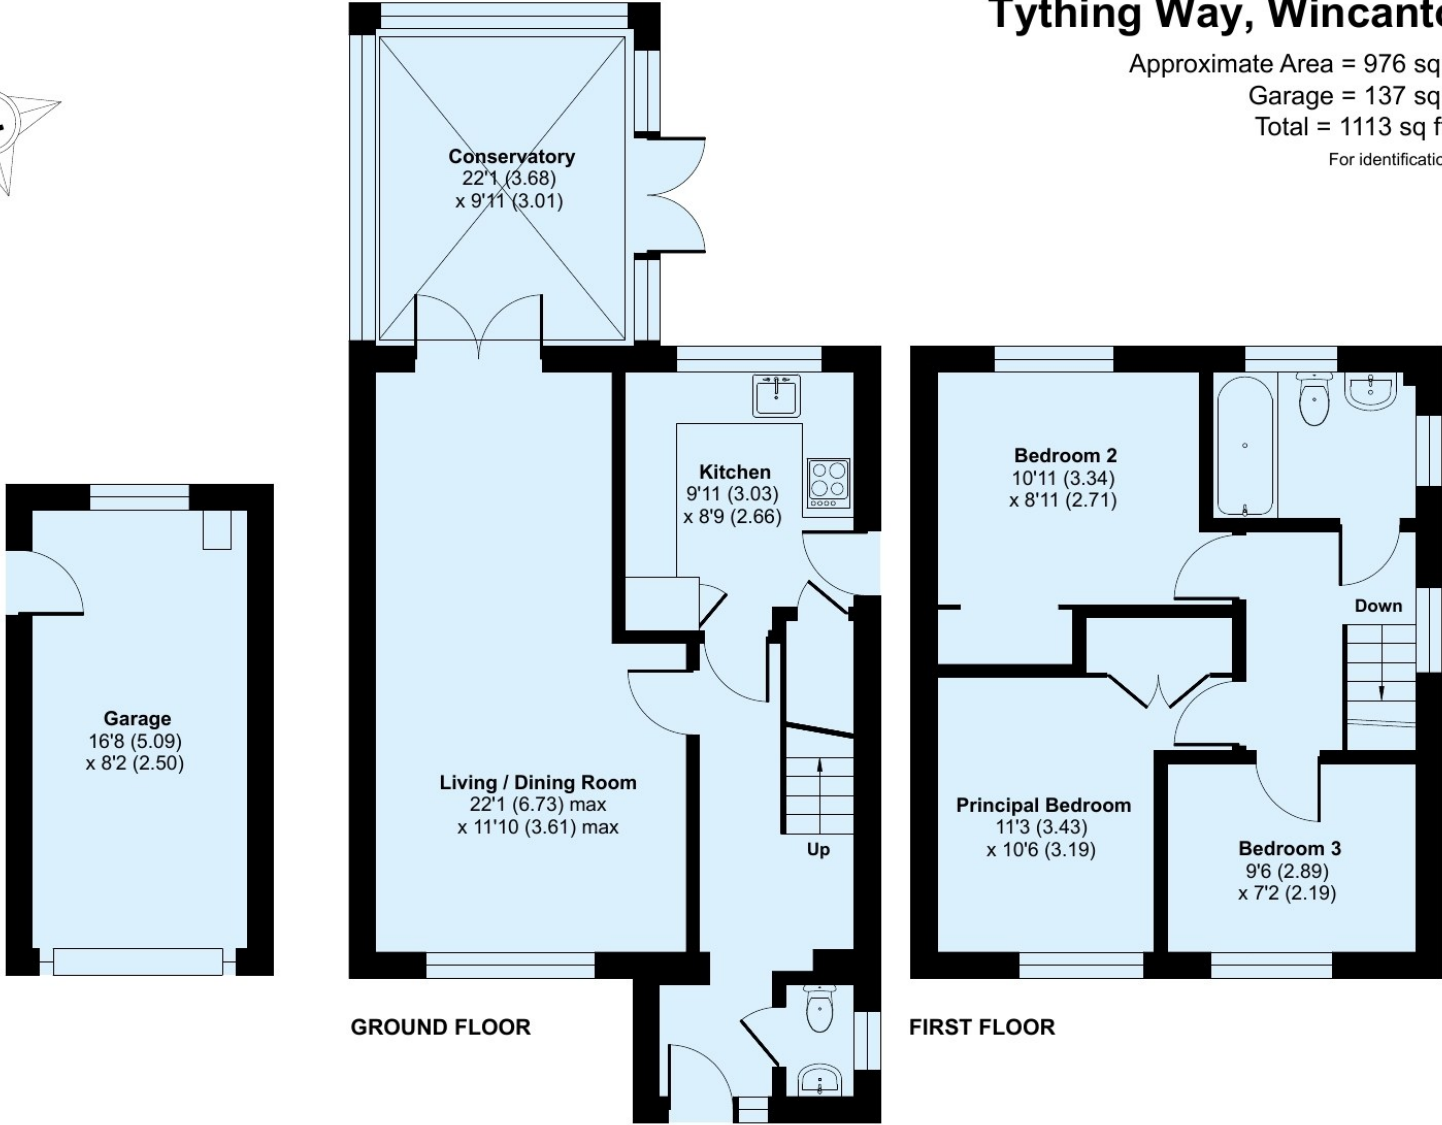 Tything Way,
Approximate Area = 976 sq
Garage = 137 sq
Total = 1113 sq f
For
Conservatory
22'1 (3.68)
x 9'11 (3.01)
Kitchen
9'11 (3.03)
x 8'9 (2.66)
Bedroom 2
10'11 (3.34)
x 8'11 (2.71)
Down
Garage
16'8 (5.09)
x 8'2 (2.50)
Living / Dining Room
22'1 (6.73) max
x 11'10 (3.61) max
Up
Principal Bedroom
11'3 (3.43)
x 10'6 (3.19)
Bedroom 3
9'6 (2.89)
x 7'2 (2.19)
GROUND FLOOR
FIRST FLOOR